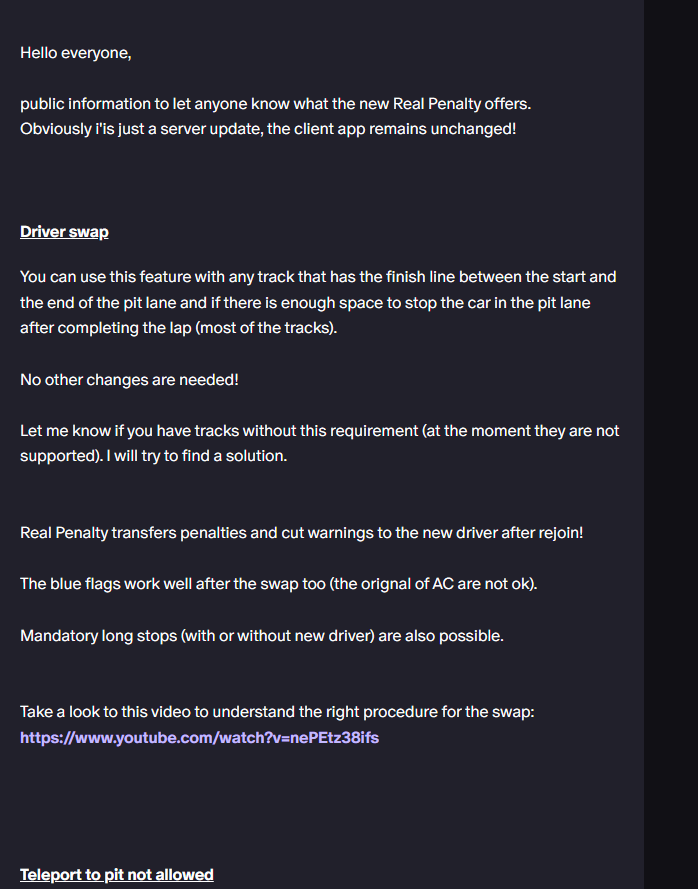 Hello everyone,
public information to let anyone know what the new Real Penalty offers.
Obviously i'is just a server update, the client app remains unchanged!
Driver swap
You can use this feature with any track that has the finish line between the start and
the end of the pit lane and if there is enough space to stop the car in the pit lane
after completing the lap (most of the tracks).
No other changes are needed!
Let me know if you have tracks without this requirement (at the moment they are not
supported). I will try to find a solution.
Real Penalty transfers penalties and cut warnings to the new driver after rejoin!
The blue flags work well after the swap too (the orignal of AC are not ok).
Mandatory long stops (with or without new driver) are also possible.
Take a look to this video to understand the right procedure for the swap:
https://www.youtube.com/watch?v=nePEtz38ifs
Teleport to pit not allowed